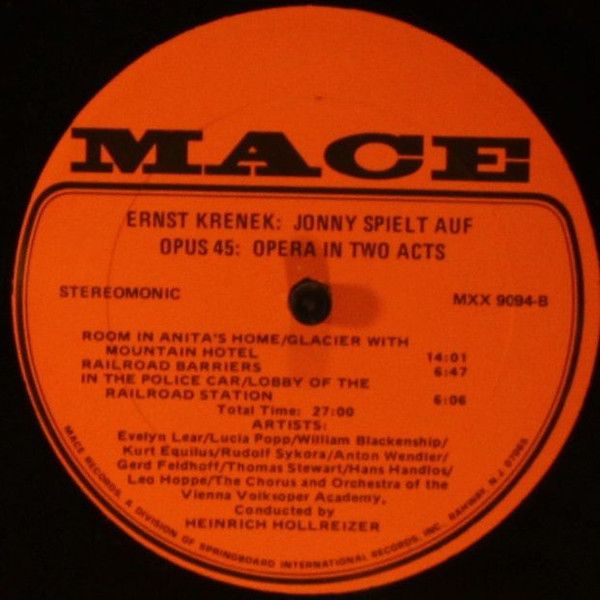 MACE
ERNST KRENEK: JONNY SPIELT AUF
OPUS 45: OPERA IN TWO ACTS
STEREOMONIC
MXX 9094-B
ROOM IN ANITA'S HOME/GLACIER WITH
MOUNTAIN HOTEL 14:01
RAILROAD BARRIERS 6:47
IN THE POLICE CAR/LOBBY OF THE
RAILROAD STATION 6:06
Total Time: 27:00
ARTISTS:
Evelyn Lear/Lucia Popp/William Blackenship/
Kurt Equiluz/Rudolf Sykora/Anton Wendler/
Gerd Feldhoff/Thomas Stewart/Hans Handlos/
Leo Hoppe/The Chorus and Orchestra of the
Vienna Volksoper Academy,
Conducted by
HEINRICH HOLLREIZER
MACE RECORDS, A DIVISION OF SPRINGBOARD INTERNATIONAL RECORDS, INC. RAHWAY, N.J. 07065